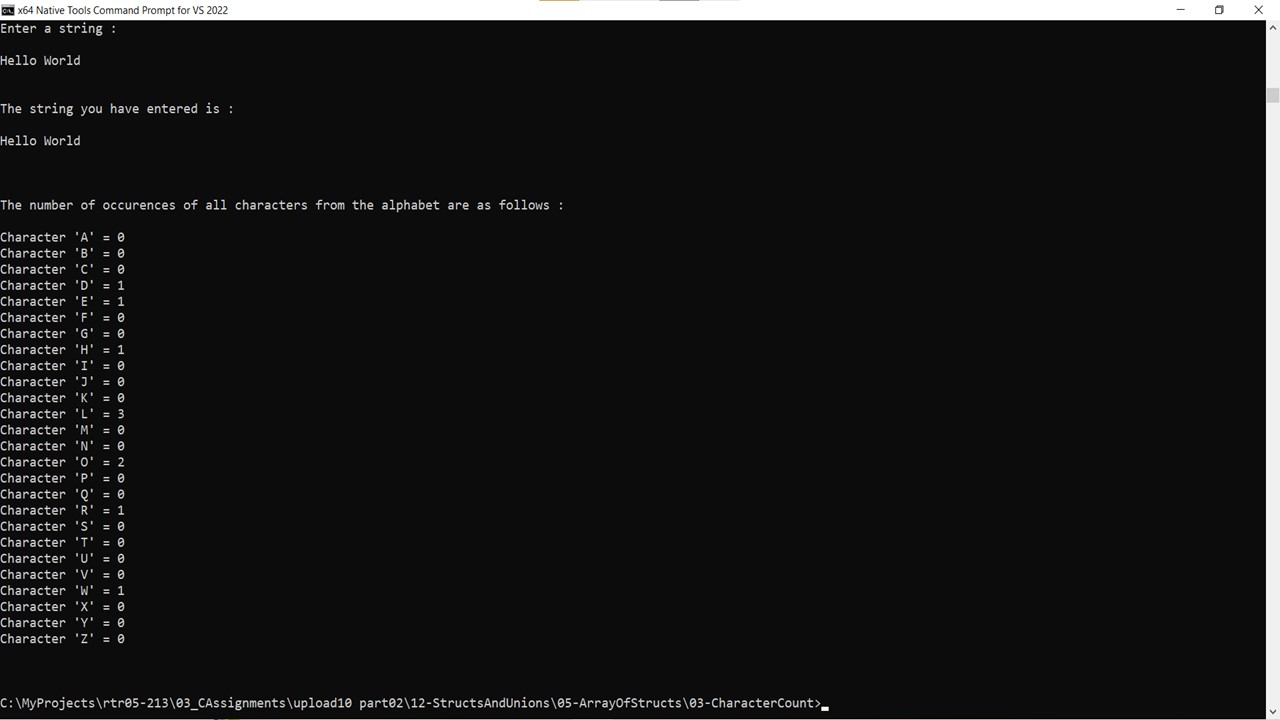 x64 Native Tools Command Prompt for VS 2022
Enter a string :
Hello World
The string you have entered is :
Hello World
The number of occurences of all characters from the alphabet are as follows :
Character 'A' = 0
Character 'B' = 0
Character 'C' = 0
Character 'D' = 1
Character 'E' = 1
Character 'F' = 0
Character 'G' = 0
Character 'H' = 1
Character 'I' = 0
Character 'J' = 0
Character 'K' = 0
Character 'L' = 3
Character 'M' = 0
Character 'N' = 0
Character 'O' = 2
Character 'P' = 0
Character 'Q' = 0
Character 'R' = 1
Character 'S' = 0
Character 'T' = 0
Character 'U' = 0
Character 'V' = 0
Character 'W' = 1
Character 'X' = 0
Character 'Y' = 0
Character 'Z' = 0
C:\MyProjects\rtr05-213\03_CAssignments\upload10 part02\12-StructsAndUnions\05-ArrayOfStructs\03-CharacterCount>